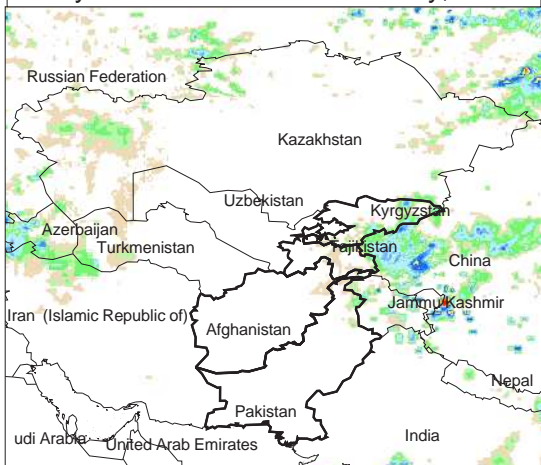 Russian Federation
Kazakhstan
Uzbekistan
Kyrgyzstan
Azerbaijan
Turkmenistan
Tajikistan
China
Iran (Islamic Republic of)
Jammu Kashmir
Afghanistan
Nepal
Pakistan
udi Arabia
United Arab Emirates
India